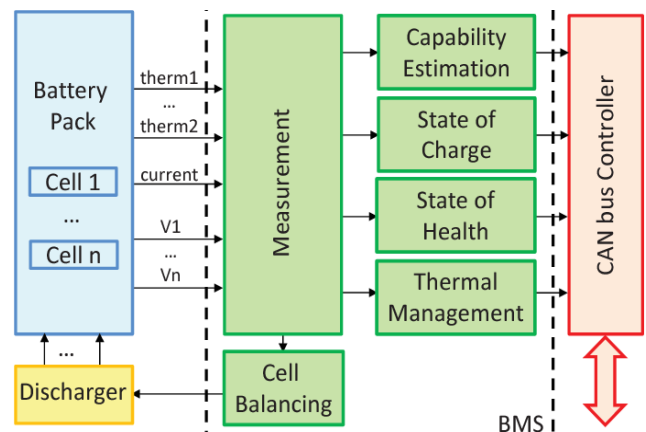 Battery
Pack
Cell 1
...
Cell n
therm1
...
therm2
current
V1
...
Vn
Measurement
Capability
Estimation
State of
Charge
State of
Health
Thermal
Management
CAN bus Controller
...
Discharger
Cell
Balancing
BMS